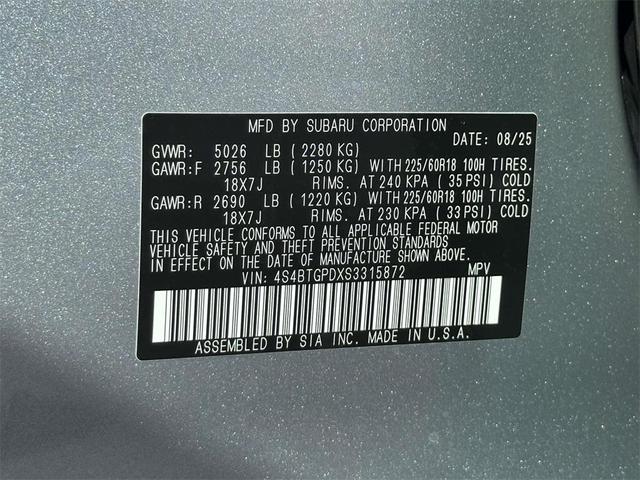 MFD BY SUBARU CORPORATION
DATE: 08/25
GVWR: 5026 LB (2280 KG)
GAWR:F 2756 LB (1250 KG) WITH 225/60R18 100H TIRES.
18X7J RIMS. AT 240 KPA (35 PSI) COLD
GAWR:R 2690 LB (1220 KG) WITH 225/60R18 100H TIRES.
18X7J RIMS. AT 230 KPA (33 PSI) COLD
THIS VEHICLE CONFORMS TO ALL APPLICABLE FEDERAL MOTOR
VEHICLE SAFETY AND THEFT PREVENTION STANDARDS
IN EFFECT ON THE DATE OF MANUFACTURE SHOWN ABOVE.
VIN: 4S4BTGPDXS3315872 MPV
ASSEMBLED BY SIA INC. MADE IN U.S.A.